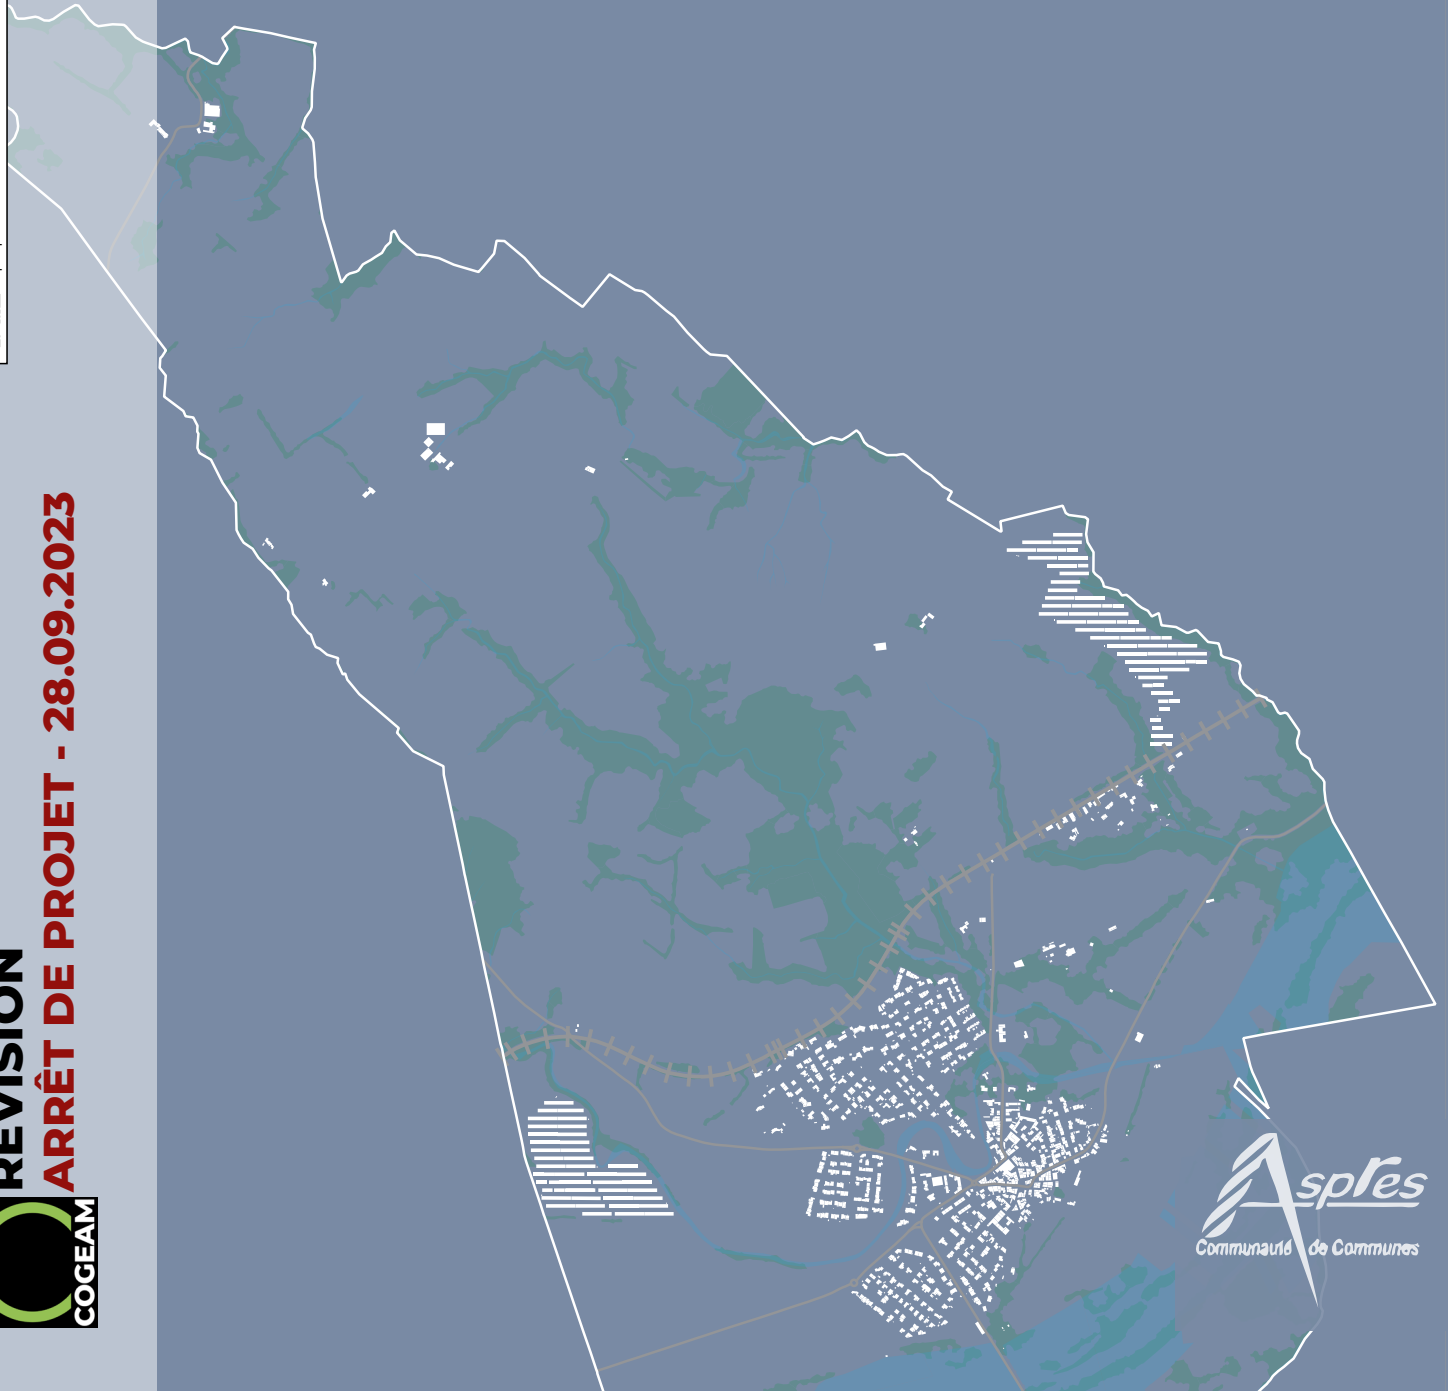 RÉVISION
ARRÊT DE PROJET - 28.09.2023
COGEAM
Aspres
Communauté de Communes